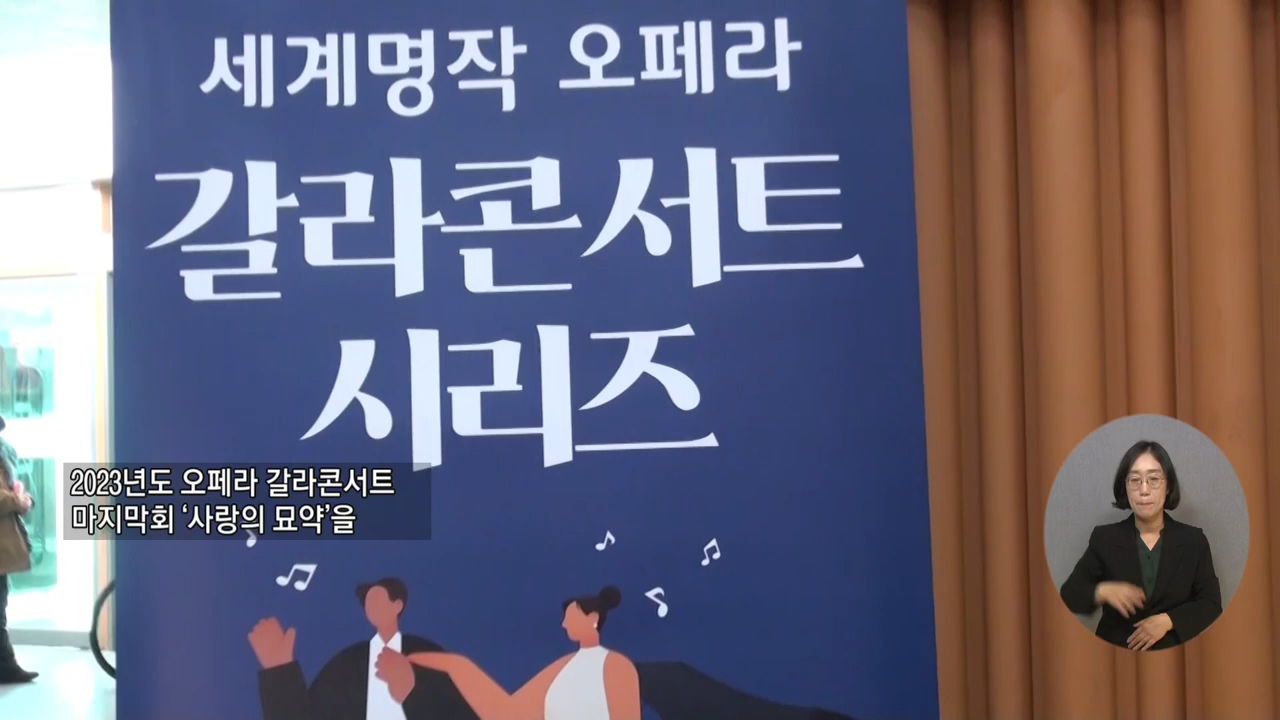 세계명작 오페라
갈라콘서트
시리즈
2023년도 오페라 갈라콘서트
마지막회 ‘사랑의 묘약’을